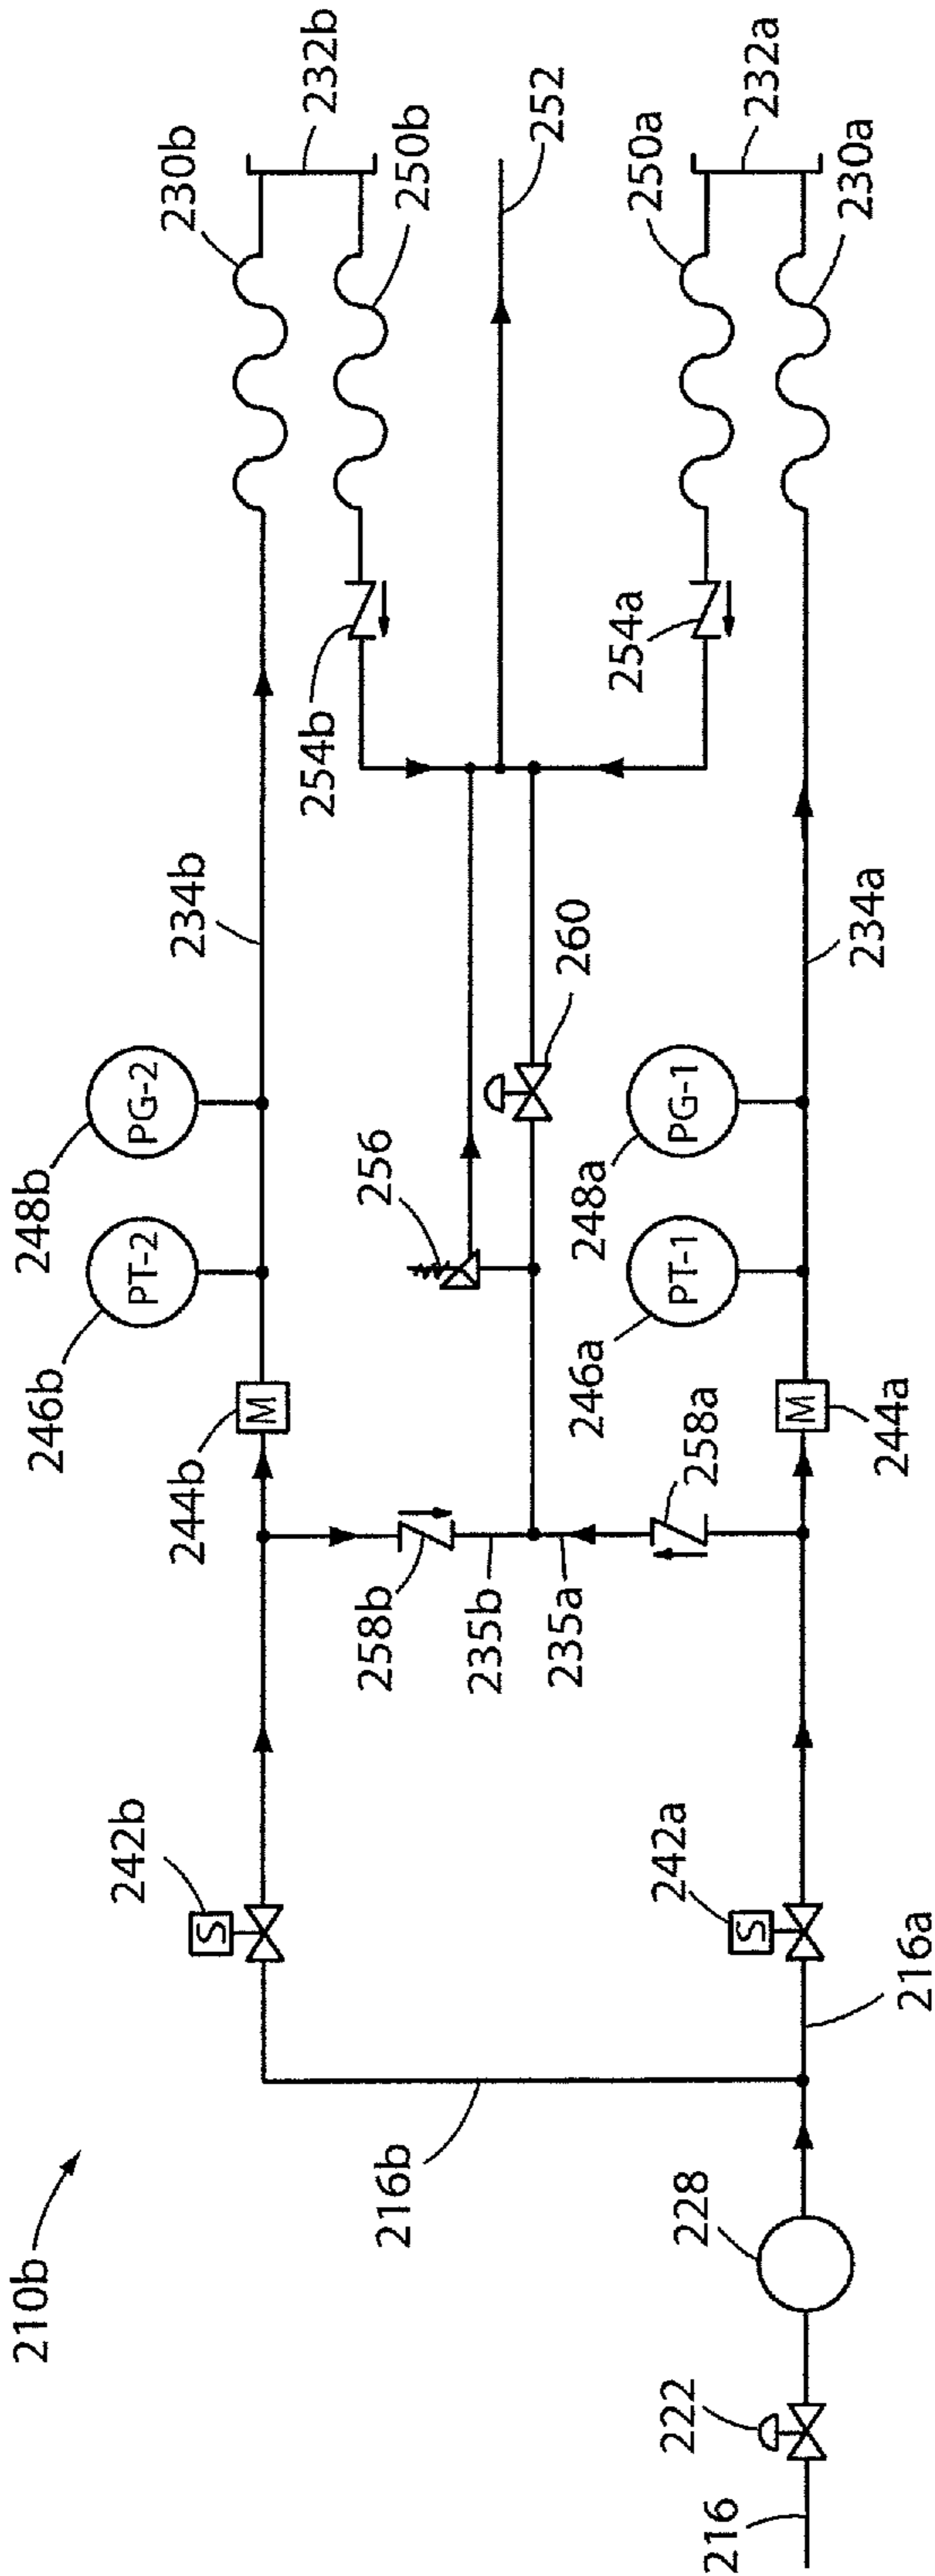 210b
216
222
228
216a
216b
242a
S
242b
S
258b
235b
235a
258a
244a
M
244b
M
246b
PT-2
248b
PG-2
246a
PT-1
248a
PG-1
256
260
234b
234a
254b
254a
230b
232b
250b
252
250a
232a
230a